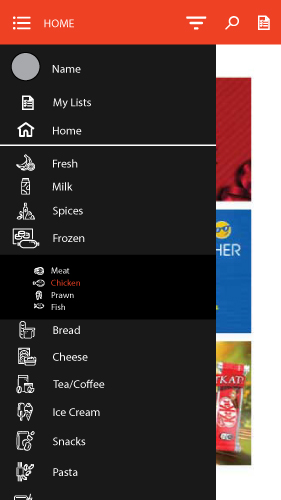 HOME
Name
My Lists
Home
Fresh
Milk
Spices
Frozen
Meat
Chicken
Prawn
Fish
Bread
Cheese
Tea/Coffee
Ice Cream
Snacks
Pasta
HER
KITKAT